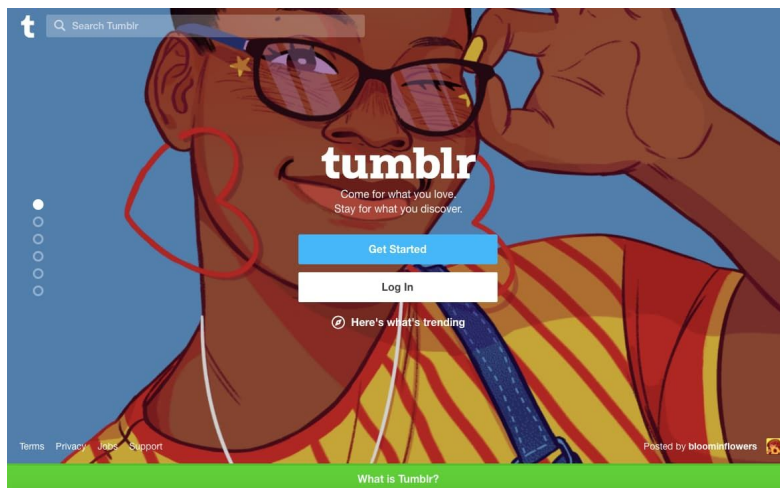 t
Search Tumblr
tumblr
Come for what you love.
Stay for what you discover.
Get Started
Log In
Here's what's trending
Terms Privacy Jobs Support
Posted by bloominflowers
What is Tumblr?